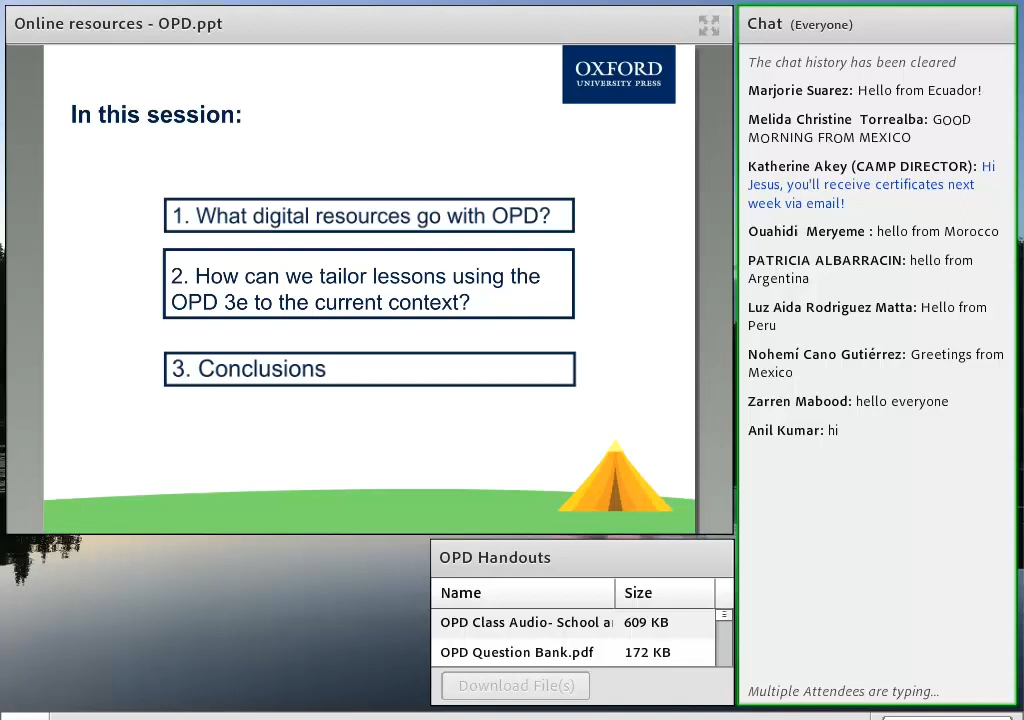 Online resources - OPD.ppt
OXFORD
UNIVERSITY PRESS
In this session:
1. What digital resources go with OPD?
2. How can we tailor lessons using the
OPD 3e to the current context?
3. Conclusions
OPD Handouts
Name Size
OPD Class Audio- School 609 KB
OPD Question Bank.pdf 172 KB
Download File(s)
Chat (Everyone)
The chat history has been cleared
Marjorie Suarez: Hello from Ecuador!
Melida Christine Torrealba: GOOD
MORNING FROM MEXICO
Katherine Akey (CAMP DIRECTOR): Hi
Jesus, you'll receive certificates next
week via email!
Ouahidi Meryeme : hello from Morocco
PATRICIA ALBARRACIN: hello from
Argentina
Luz Aida Rodriguez Matta: Hello from
Peru
Nohemí Cano Gutiérrez: Greetings from
Mexico
Zarren Mabood: hello everyone
Anil Kumar: hi
Multiple Attendees are typing...